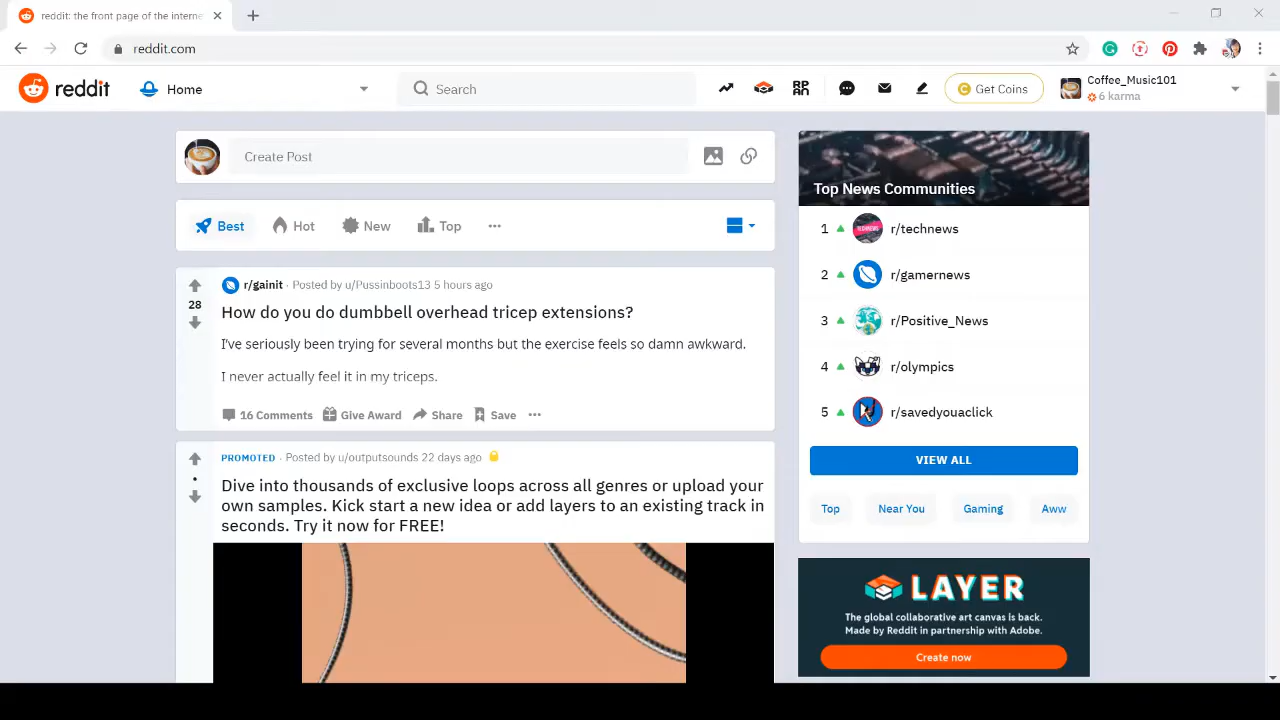 reddit: the front page of the interne
reddit.com
reddit
Home
Search
Get Coins
Coffee_Music101
6 karma
Create Post
Best
Hot
New
Top
r/gainit · Posted by u/Pussinboots13 5 hours ago
28
How do you do dumbbell overhead tricep extensions?
I've seriously been trying for several months but the exercise feels so damn awkward.
I never actually feel it in my triceps.
16 Comments
Give Award
Share
Save
PROMOTED · Posted by u/outputsounds 22 days ago
Dive into thousands of exclusive loops across all genres or upload your
own samples. Kick start a new idea or add layers to an existing track in
seconds. Try it now for FREE!
Top News Communities
1 r/technews
2 r/gamernews
3 r/Positive_News
4 r/olympics
5 r/savedyouaclick
VIEW ALL
Top
Near You
Gaming
Aww
LAYER
The global collaborative art canvas is back.
Made by Reddit in partnership with Adobe.
Create now